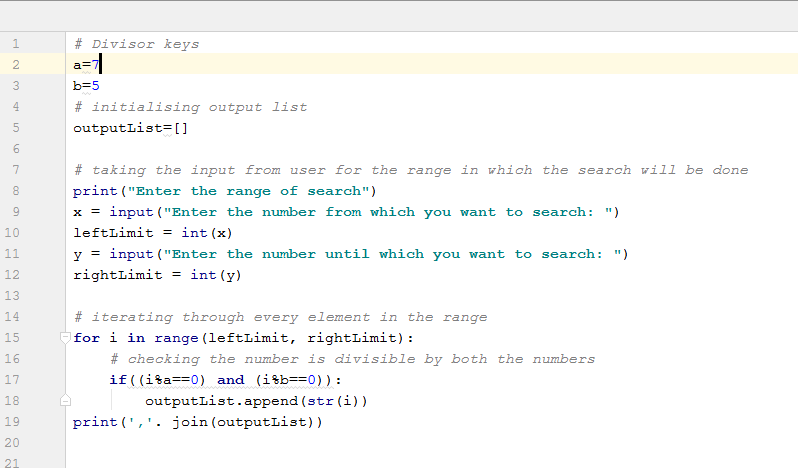 1 # Divisor keys
2 a=7
3 b=5
4 # initialising output list
5 outputList=[]
6
7 # taking the input from user for the range in which the search will be done
8 print("Enter the range of search")
9 x = input("Enter the number from which you want to search: ")
10 leftLimit = int(x)
11 y = input("Enter the number until which you want to search: ")
12 rightLimit = int(y)
13
14 # iterating through every element in the range
15 for i in range(leftLimit, rightLimit):
16     # checking the number is divisible by both the numbers
17     if((i%a==0) and (i%b==0)):
18         outputList.append(str(i))
19 print(','. join(outputList))
20
21